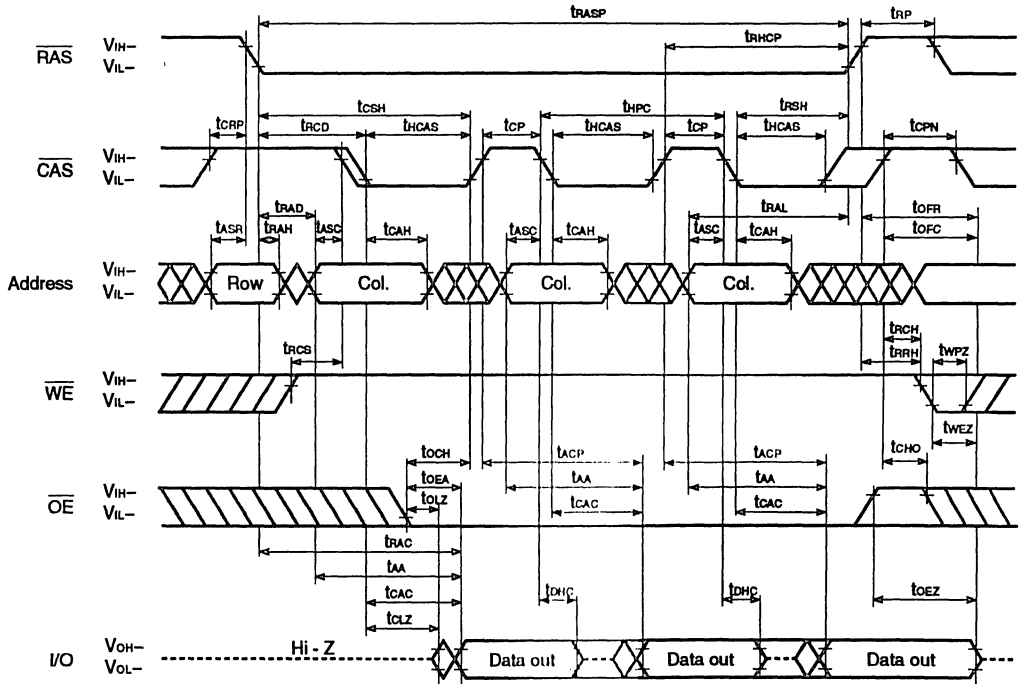 tRASP tRP
RAS VIH– tRHCP
VIL–
tCSH tHPC tRSH
tCRP tRCD tHCAS tCP tHCAS tCP tHCAS tCPN
CAS VIH–
VIL–
tRAD tRAL tOFR
tASR tRAH tASC tCAH tASC tCAH tASC tCAH tOFC
Address VIH– Row Col. Col. Col.
VIL–
tRCH
tRCS tRRH tWPZ
WE VIH–
VIL–
tWEZ
tOCH tACP tACP tCHO
tOEA tAA tAA
OE VIH– tOLZ tCAC tCAC
VIL–
tRAC
tAA
tCAC tDHC tDHC tOEZ
tCLZ
I/O VOH– Hi - Z Data out Data out Data out
VOL–